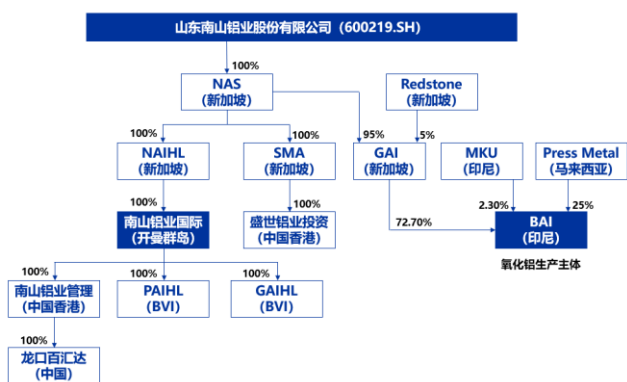 山东南山铝业股份有限公司（600219.SH）
100%
NAS
（新加坡）
Redstone
（新加坡）
100%
100%
95%
5%
NAIHL
（新加坡）
SMA
（新加坡）
GAI
（新加坡）
MKU
（印尼）
Press Metal
（马来西亚）
100%
100%
72.70%
2.30%
25%
南山铝业国际
（开曼群岛）
盛世铝业投资
（中国香港）
BAI
（印尼）
氧化铝生产主体
100%
100%
100%
南山铝业管理
（中国香港）
PAIHL
（BVI）
GAIHL
（BVI）
100%
龙口百汇达
（中国）